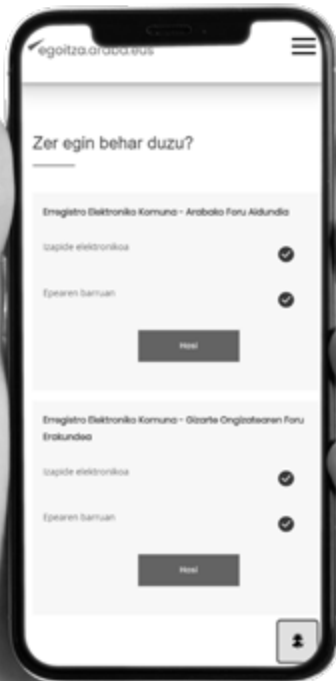 egoitza.araba.eus
Zer egin behar duzu?
Erregistro Elektroniko Komuna - Arabako Foru Aldundia
Izapide elektronikoa
Epearen barruan
Hasi
Erregistro Elektroniko Komuna - Gizarte Ongizatearen Foru
Erakundea
Izapide elektronikoa
Epearen barruan
Hasi